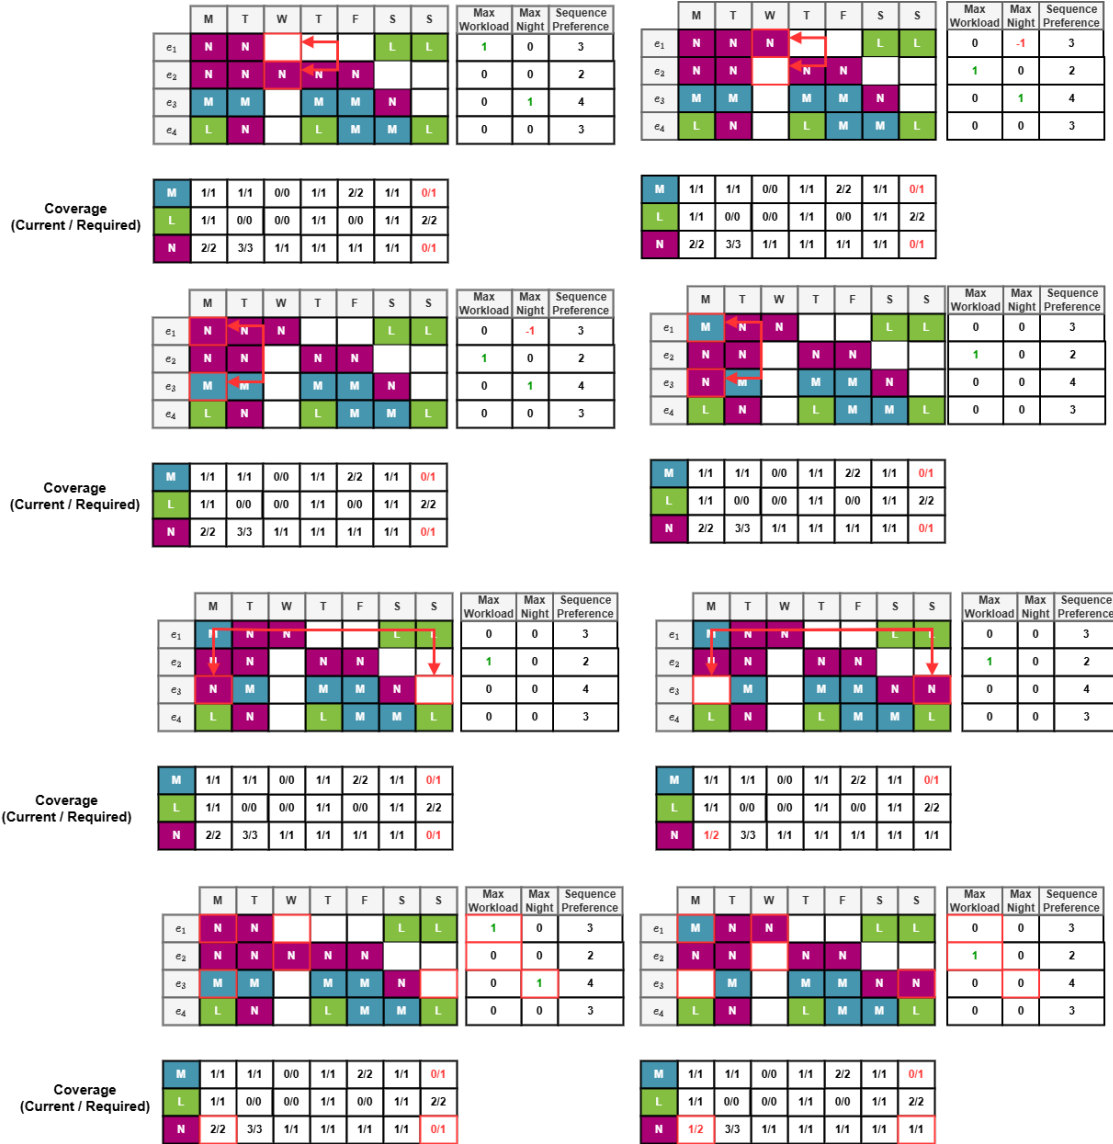 M T W T F S S Max Workload Max Night Sequence Preference
e1 N N L L 1 0 3
e2 N N N N N 0 0 2
e3 M M M M N 0 1 4
e4 L N L M M L 0 0 3
Coverage
(Current / Required)
M 1/1 1/1 0/0 1/1 2/2 1/1 0/1
L 1/1 0/0 0/0 1/1 0/0 1/1 2/2
N 2/2 3/3 1/1 1/1 1/1 1/1 0/1
M T W T F S S Max Workload Max Night Sequence Preference
e1 N N N L L 0 -1 3
e2 N N N N 1 0 2
e3 M M M M N 0 1 4
e4 L N L M M L 0 0 3
M 1/1 1/1 0/0 1/1 2/2 1/1 0/1
L 1/1 0/0 0/0 1/1 0/0 1/1 2/2
N 2/2 3/3 1/1 1/1 1/1 1/1 0/1
M T W T F S S Max Workload Max Night Sequence Preference
e1 N N N L L 0 -1 3
e2 N N N N 1 0 2
e3 M M M M N 0 1 4
e4 L N L M M L 0 0 3
Coverage
(Current / Required)
M 1/1 1/1 0/0 1/1 2/2 1/1 0/1
L 1/1 0/0 0/0 1/1 0/0 1/1 2/2
N 2/2 3/3 1/1 1/1 1/1 1/1 0/1
M T W T F S S Max Workload Max Night Sequence Preference
e1 M N N L L 0 0 3
e2 N N N N 1 0 2
e3 N M M M N 0 0 4
e4 L N L M M L 0 0 3
M 1/1 1/1 0/0 1/1 2/2 1/1 0/1
L 1/1 0/0 0/0 1/1 0/0 1/1 2/2
N 2/2 3/3 1/1 1/1 1/1 1/1 0/1
M T W T F S S Max Workload Max Night Sequence Preference
e1 M N N L L 0 0 3
e2 N N N N 1 0 2
e3 N M M M N 0 0 4
e4 L N L M M L 0 0 3
Coverage
(Current / Required)
M 1/1 1/1 0/0 1/1 2/2 1/1 0/1
L 1/1 0/0 0/0 1/1 0/0 1/1 2/2
N 2/2 3/3 1/1 1/1 1/1 1/1 0/1
M T W T F S S Max Workload Max Night Sequence Preference
e1 M N N L L 0 0 3
e2 N N N N 1 0 2
e3 M M M N N 0 0 4
e4 L N L M M L 0 0 3
M 1/1 1/1 0/0 1/1 2/2 1/1 0/1
L 1/1 0/0 0/0 1/1 0/0 1/1 2/2
N 1/2 3/3 1/1 1/1 1/1 1/1 1/1
M T W T F S S Max Workload Max Night Sequence Preference
e1 N N L L 1 0 3
e2 N N N N N 0 0 2
e3 M M M M N 0 1 4
e4 L N L M M L 0 0 3
Coverage
(Current / Required)
M 1/1 1/1 0/0 1/1 2/2 1/1 0/1
L 1/1 0/0 0/0 1/1 0/0 1/1 2/2
N 2/2 3/3 1/1 1/1 1/1 1/1 0/1
M T W T F S S Max Workload Max Night Sequence Preference
e1 M N N L L 0 0 3
e2 N N N N 1 0 2
e3 M M M N N 0 0 4
e4 L N L M M L 0 0 3
M 1/1 1/1 0/0 1/1 2/2 1/1 0/1
L 1/1 0/0 0/0 1/1 0/0 1/1 2/2
N 1/2 3/3 1/1 1/1 1/1 1/1 1/1